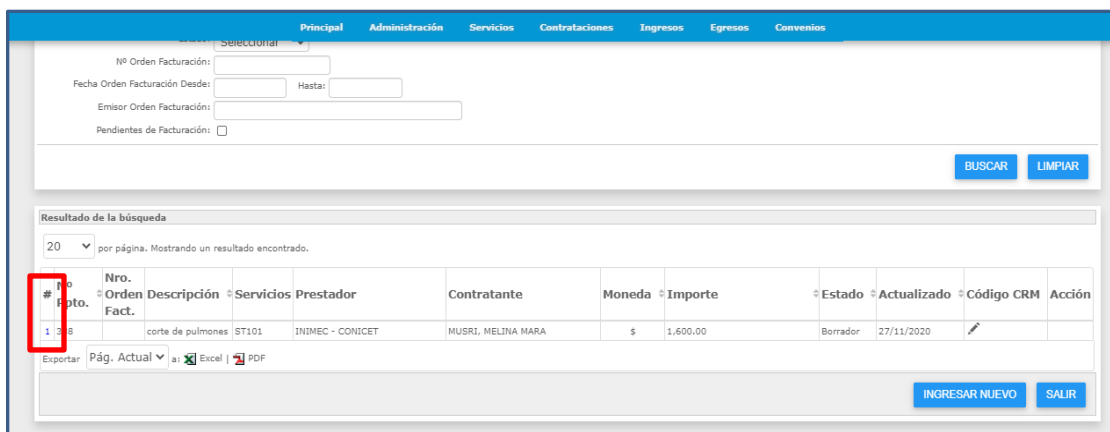 Principal Administración Servicios Contrataciones Ingresos Egresos Convenios
Seleccionar
Nº Orden Facturación:
Fecha Orden Facturación Desde: Hasta:
Emisor Orden Facturación:
Pendientes de Facturación:
BUSCAR LIMPIAR
Resultado de la búsqueda
20 por página. Mostrando un resultado encontrado.
# Nº Ppto. Nro. Orden Fact. Descripción Servicios Prestador Contratante Moneda Importe Estado Actualizado Código CRM Acción
1 corte de pulmones ST101 INIMEC - CONICET MUSRI, MELINA MARA $ 1,600.00 Borrador 27/11/2020
Exportar Pág. Actual a: Excel | PDF
INGRESAR NUEVO SALIR